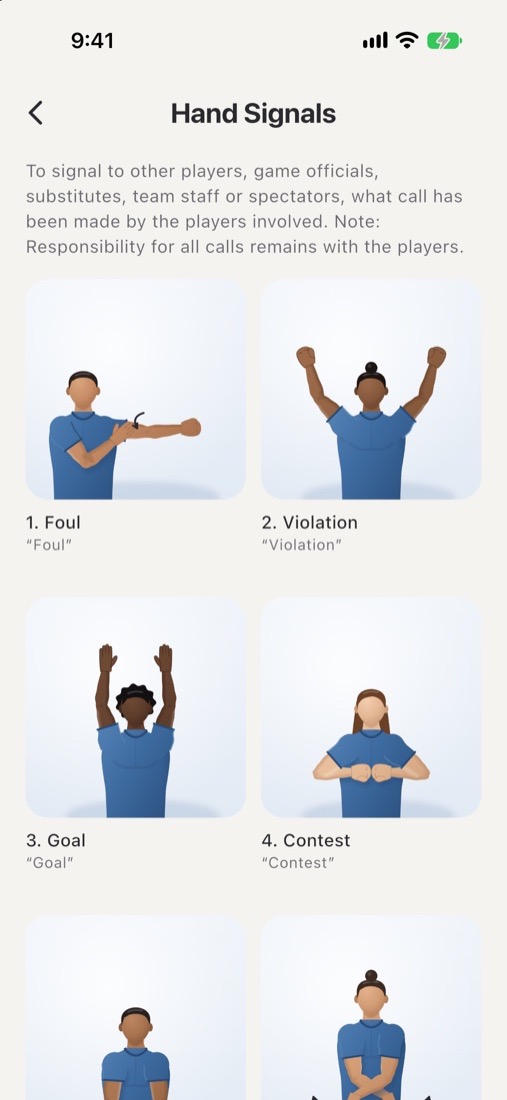 9:41
Hand Signals
To signal to other players, game officials,
substitutes, team staff or spectators, what call has
been made by the players involved. Note:
Responsibility for all calls remains with the players.
1. Foul
“Foul”
2. Violation
“Violation”
3. Goal
“Goal”
4. Contest
“Contest”